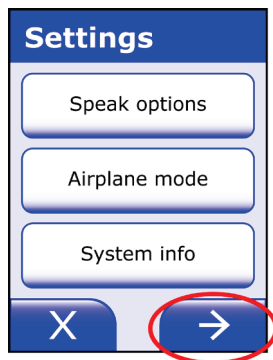 Settings
Speak options
Airplane mode
System info
X →